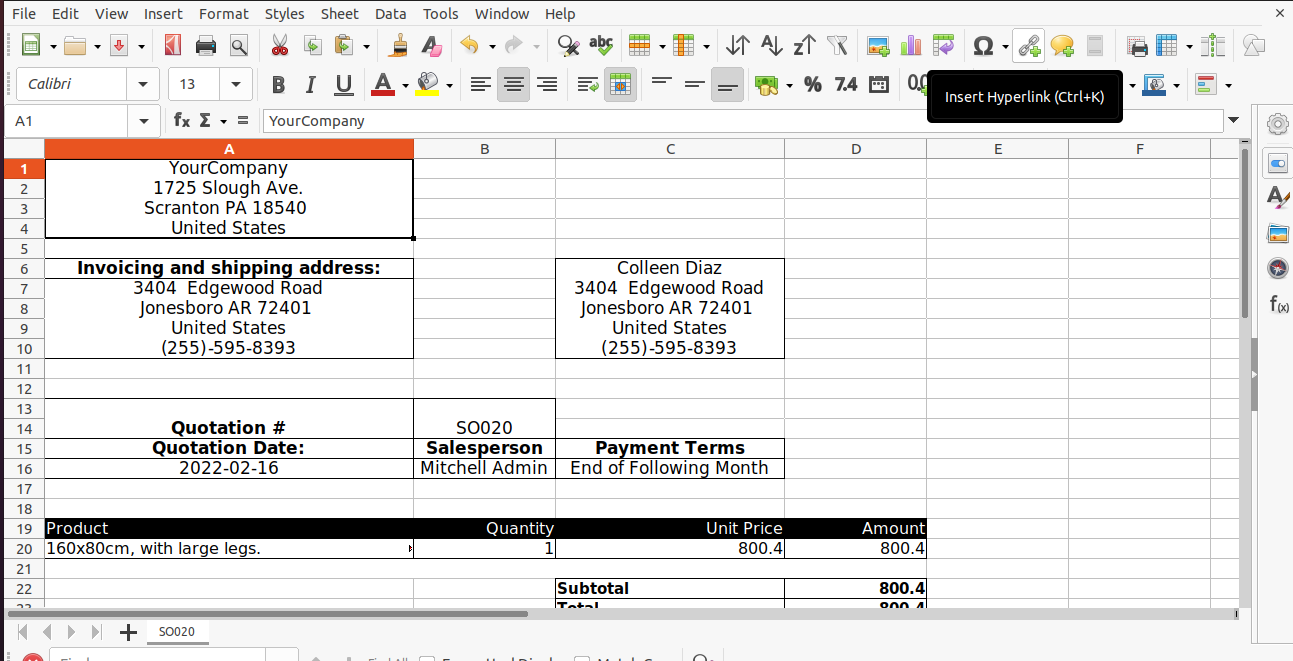 File Edit View Insert Format Styles Sheet Data Tools Window Help
Calibri 13 B I U A % 7.4 0.0
Insert Hyperlink (Ctrl+K)
A1 fx Σ = YourCompany
A B C D E F
1 YourCompany
2 1725 Slough Ave.
3 Scranton PA 18540
4 United States
5
6 Invoicing and shipping address: Colleen Diaz
7 3404 Edgewood Road 3404 Edgewood Road
8 Jonesboro AR 72401 Jonesboro AR 72401
9 United States United States
10 (255)-595-8393 (255)-595-8393
11
12
13
14 Quotation # SO020
15 Quotation Date: Salesperson Payment Terms
16 2022-02-16 Mitchell Admin End of Following Month
17
18
19 Product Quantity Unit Price Amount
20 160x80cm, with large legs. 1 800.4 800.4
21
22 Subtotal 800.4
23 Total 800.4
SO020